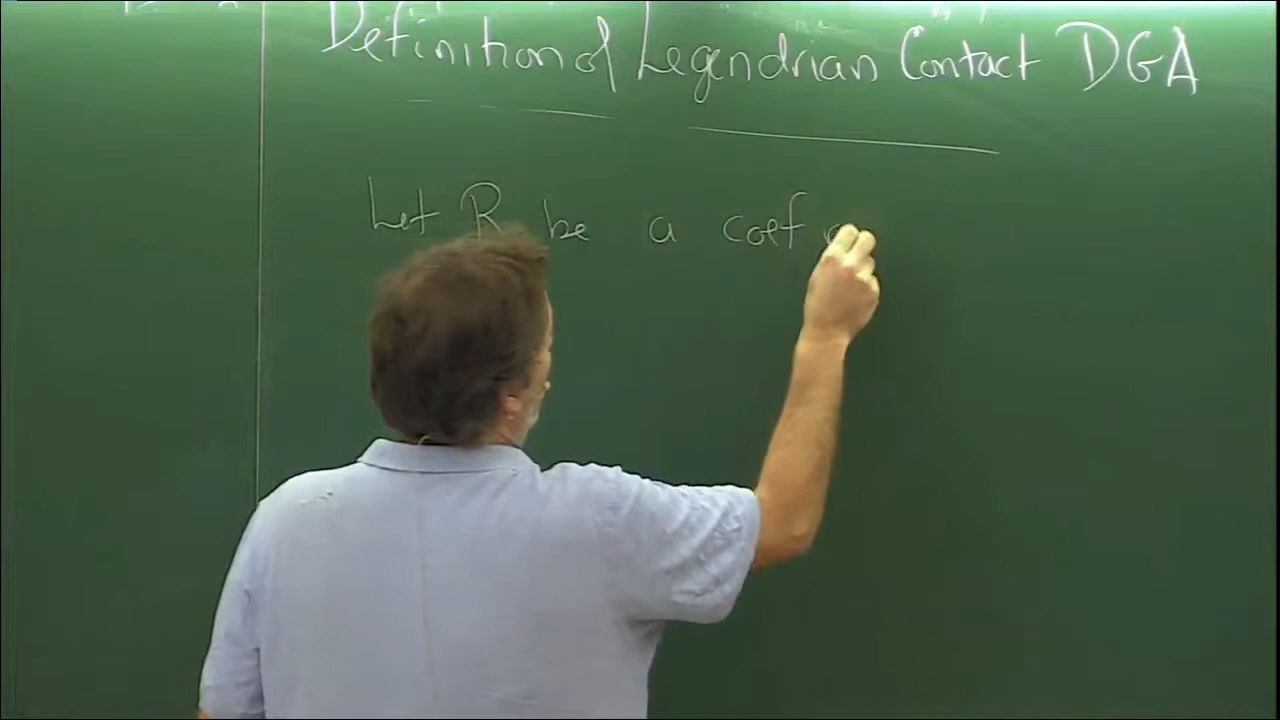 Definition of Legendrian Contact DGA
Let R be a coef